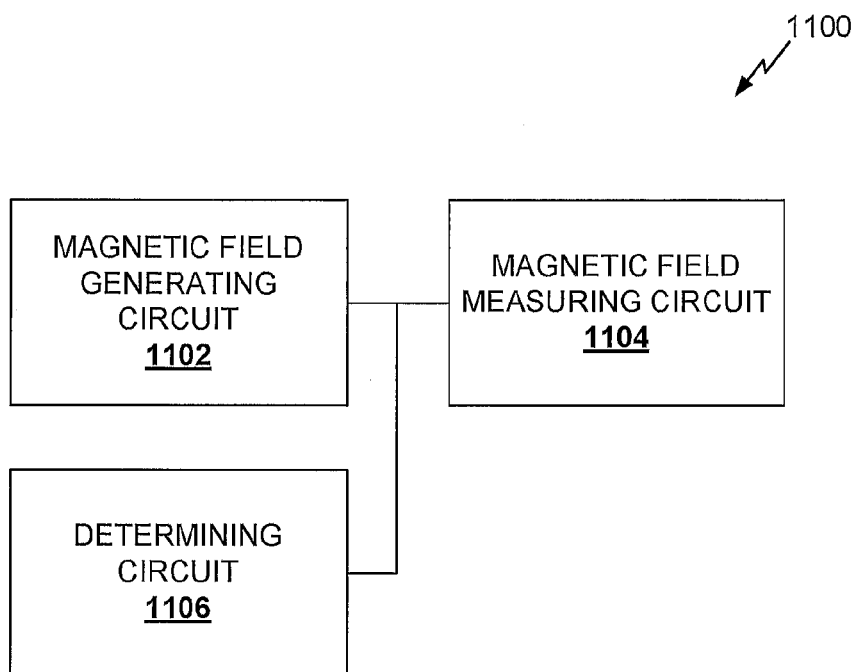 1100
MAGNETIC FIELD
GENERATING
CIRCUIT
1102
MAGNETIC FIELD
MEASURING CIRCUIT
1104
DETERMINING
CIRCUIT
1106